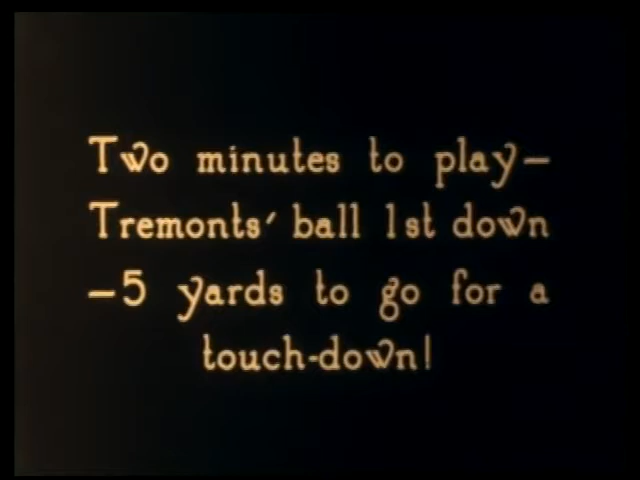 Two minutes to play—
Tremonts' ball 1st down
—5 yards to go for a
touch-down!